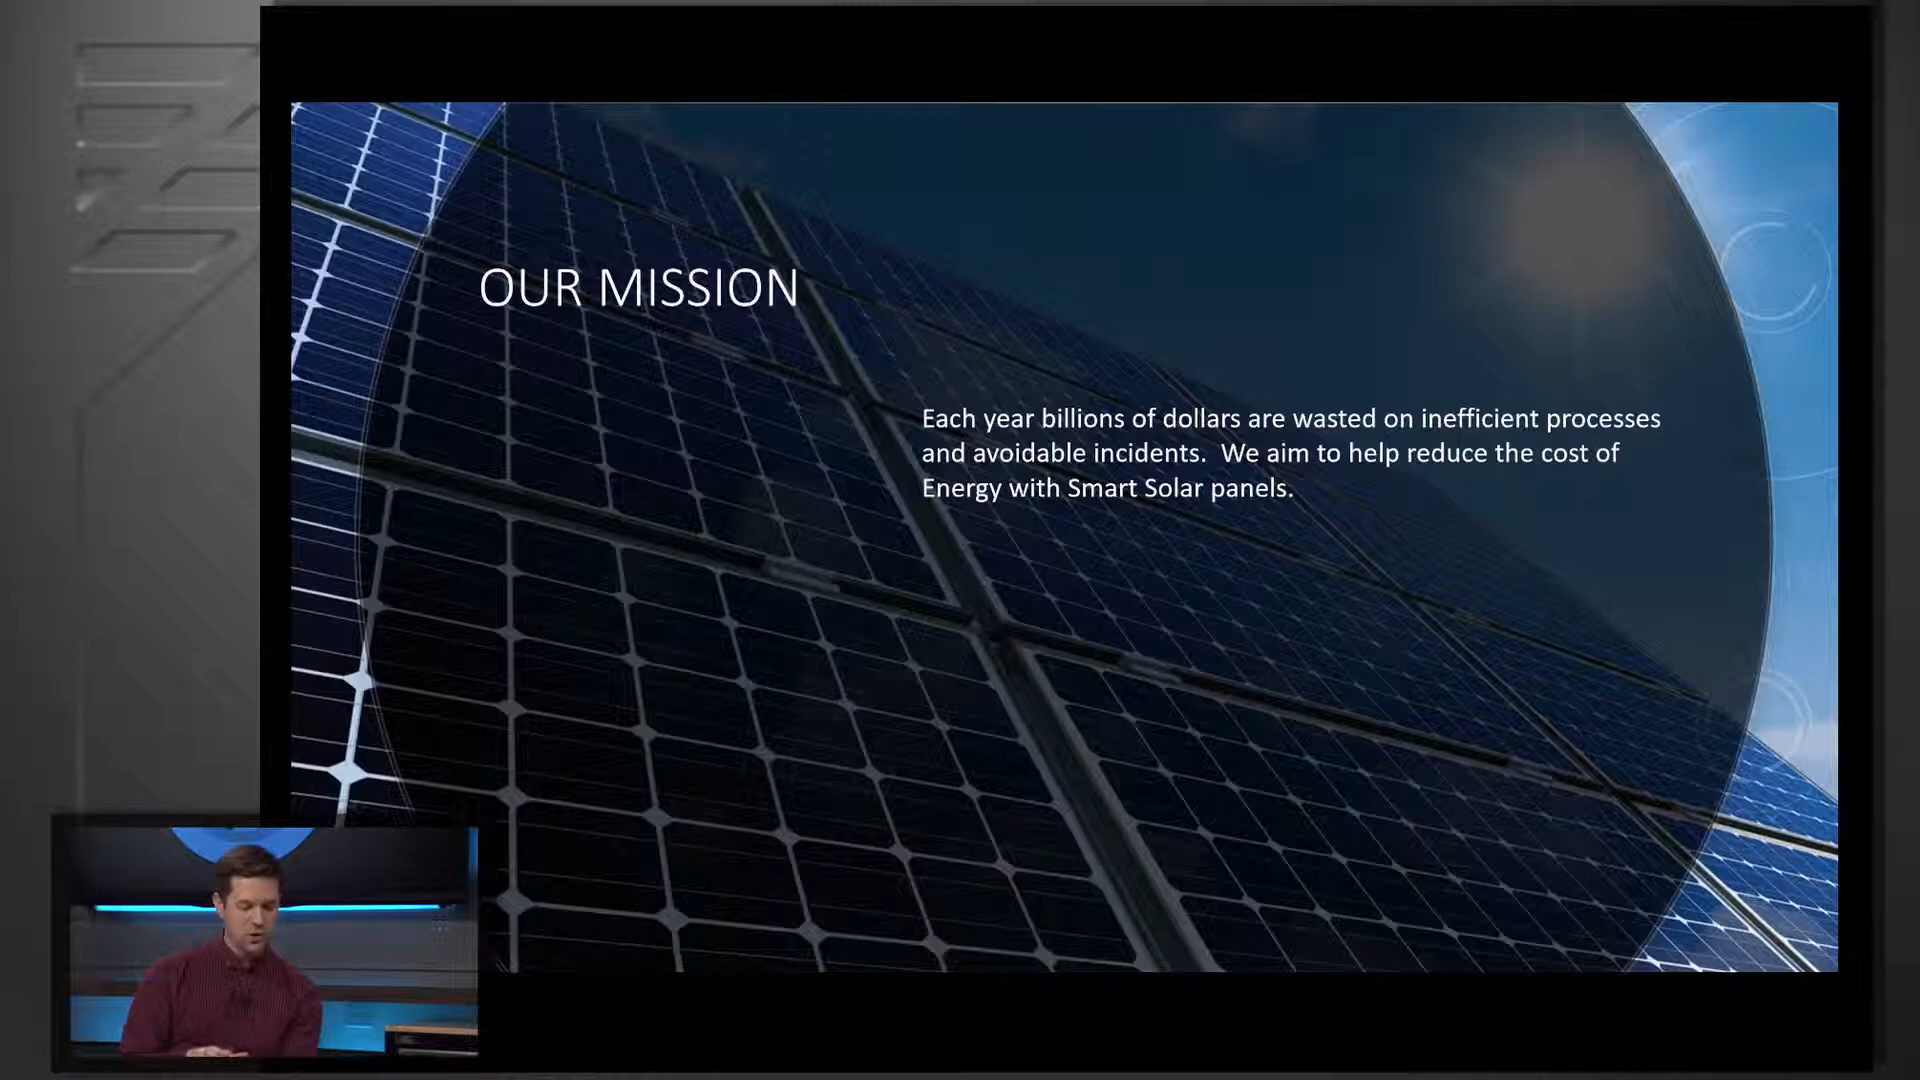 OUR MISSION
Each year billions of dollars are wasted on inefficient processes
and avoidable incidents.  We aim to help reduce the cost of
Energy with Smart Solar panels.